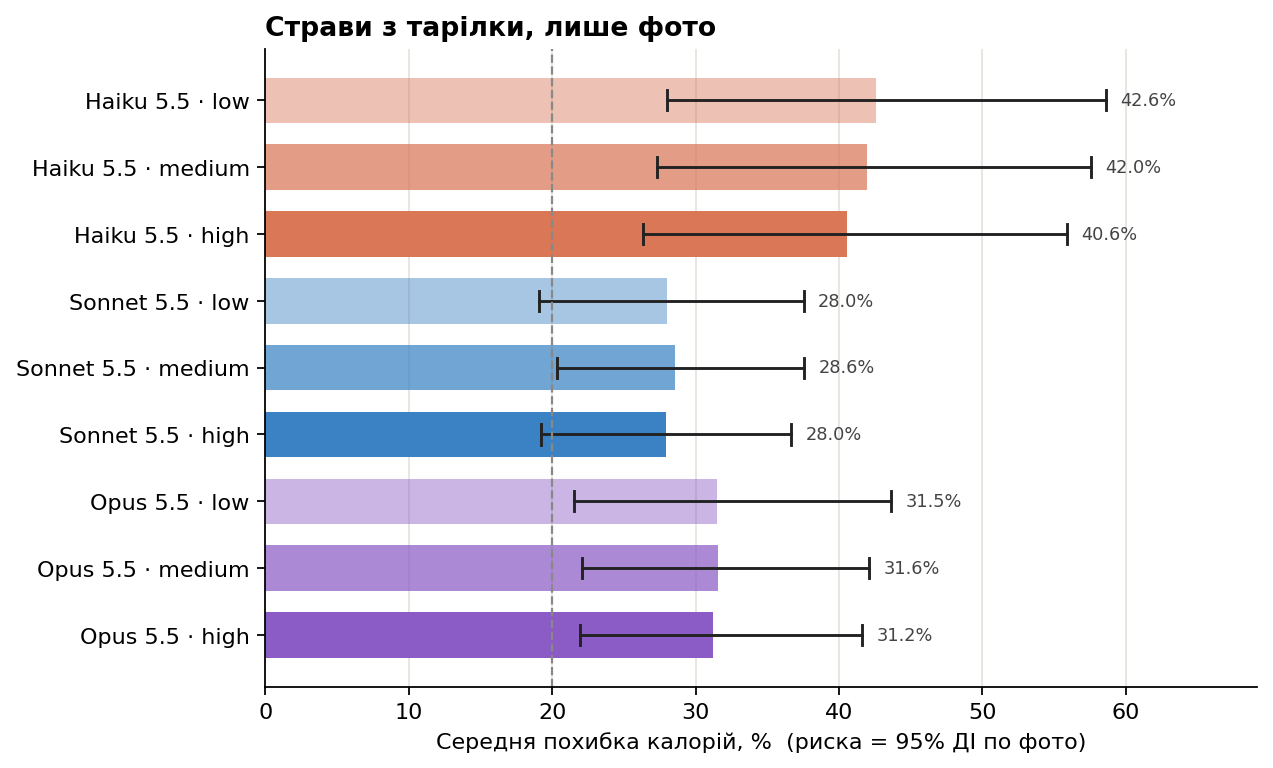 Страви з тарілки, лише фото
Haiku 5.5 · low 42.6%
Haiku 5.5 · medium 42.0%
Haiku 5.5 · high 40.6%
Sonnet 5.5 · low 28.0%
Sonnet 5.5 · medium 28.6%
Sonnet 5.5 · high 28.0%
Opus 5.5 · low 31.5%
Opus 5.5 · medium 31.6%
Opus 5.5 · high 31.2%
0 10 20 30 40 50 60
Середня похибка калорій, % (риска = 95% ДІ по фото)